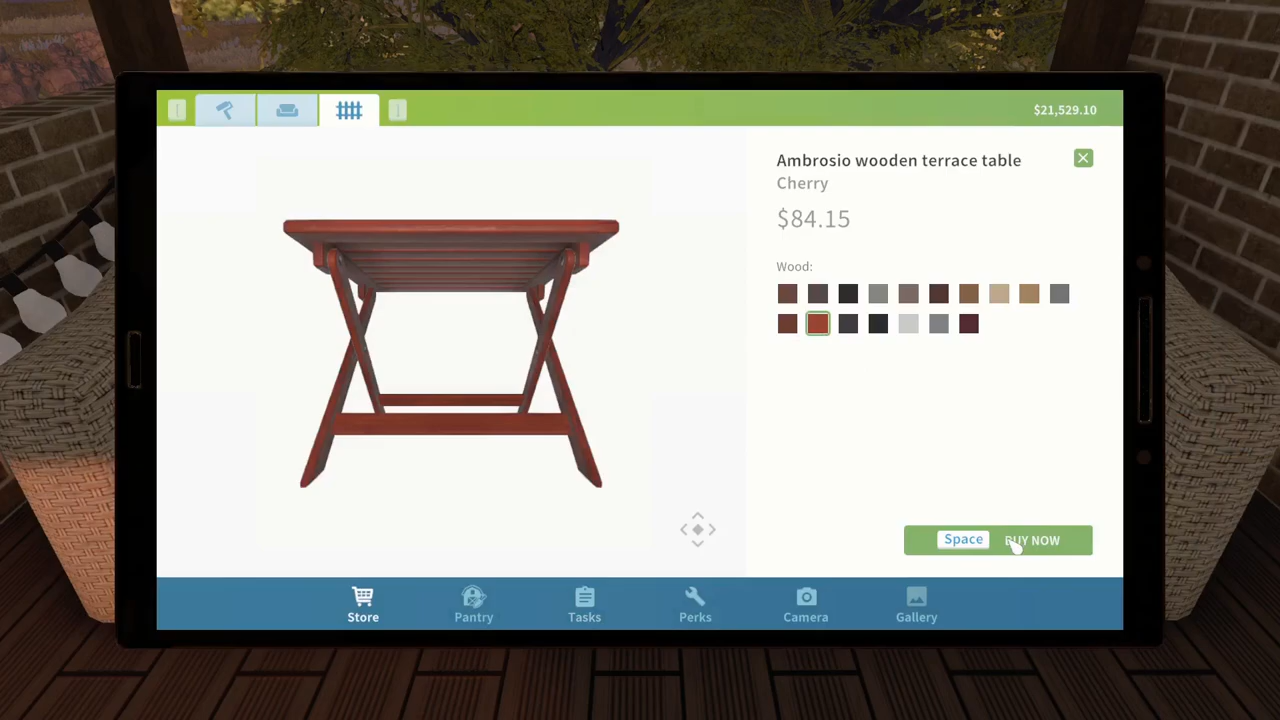 $21,529.10
Ambrosio wooden terrace table
Cherry
$84.15
Wood:
Space BUY NOW
Store Pantry Tasks Perks Camera Gallery